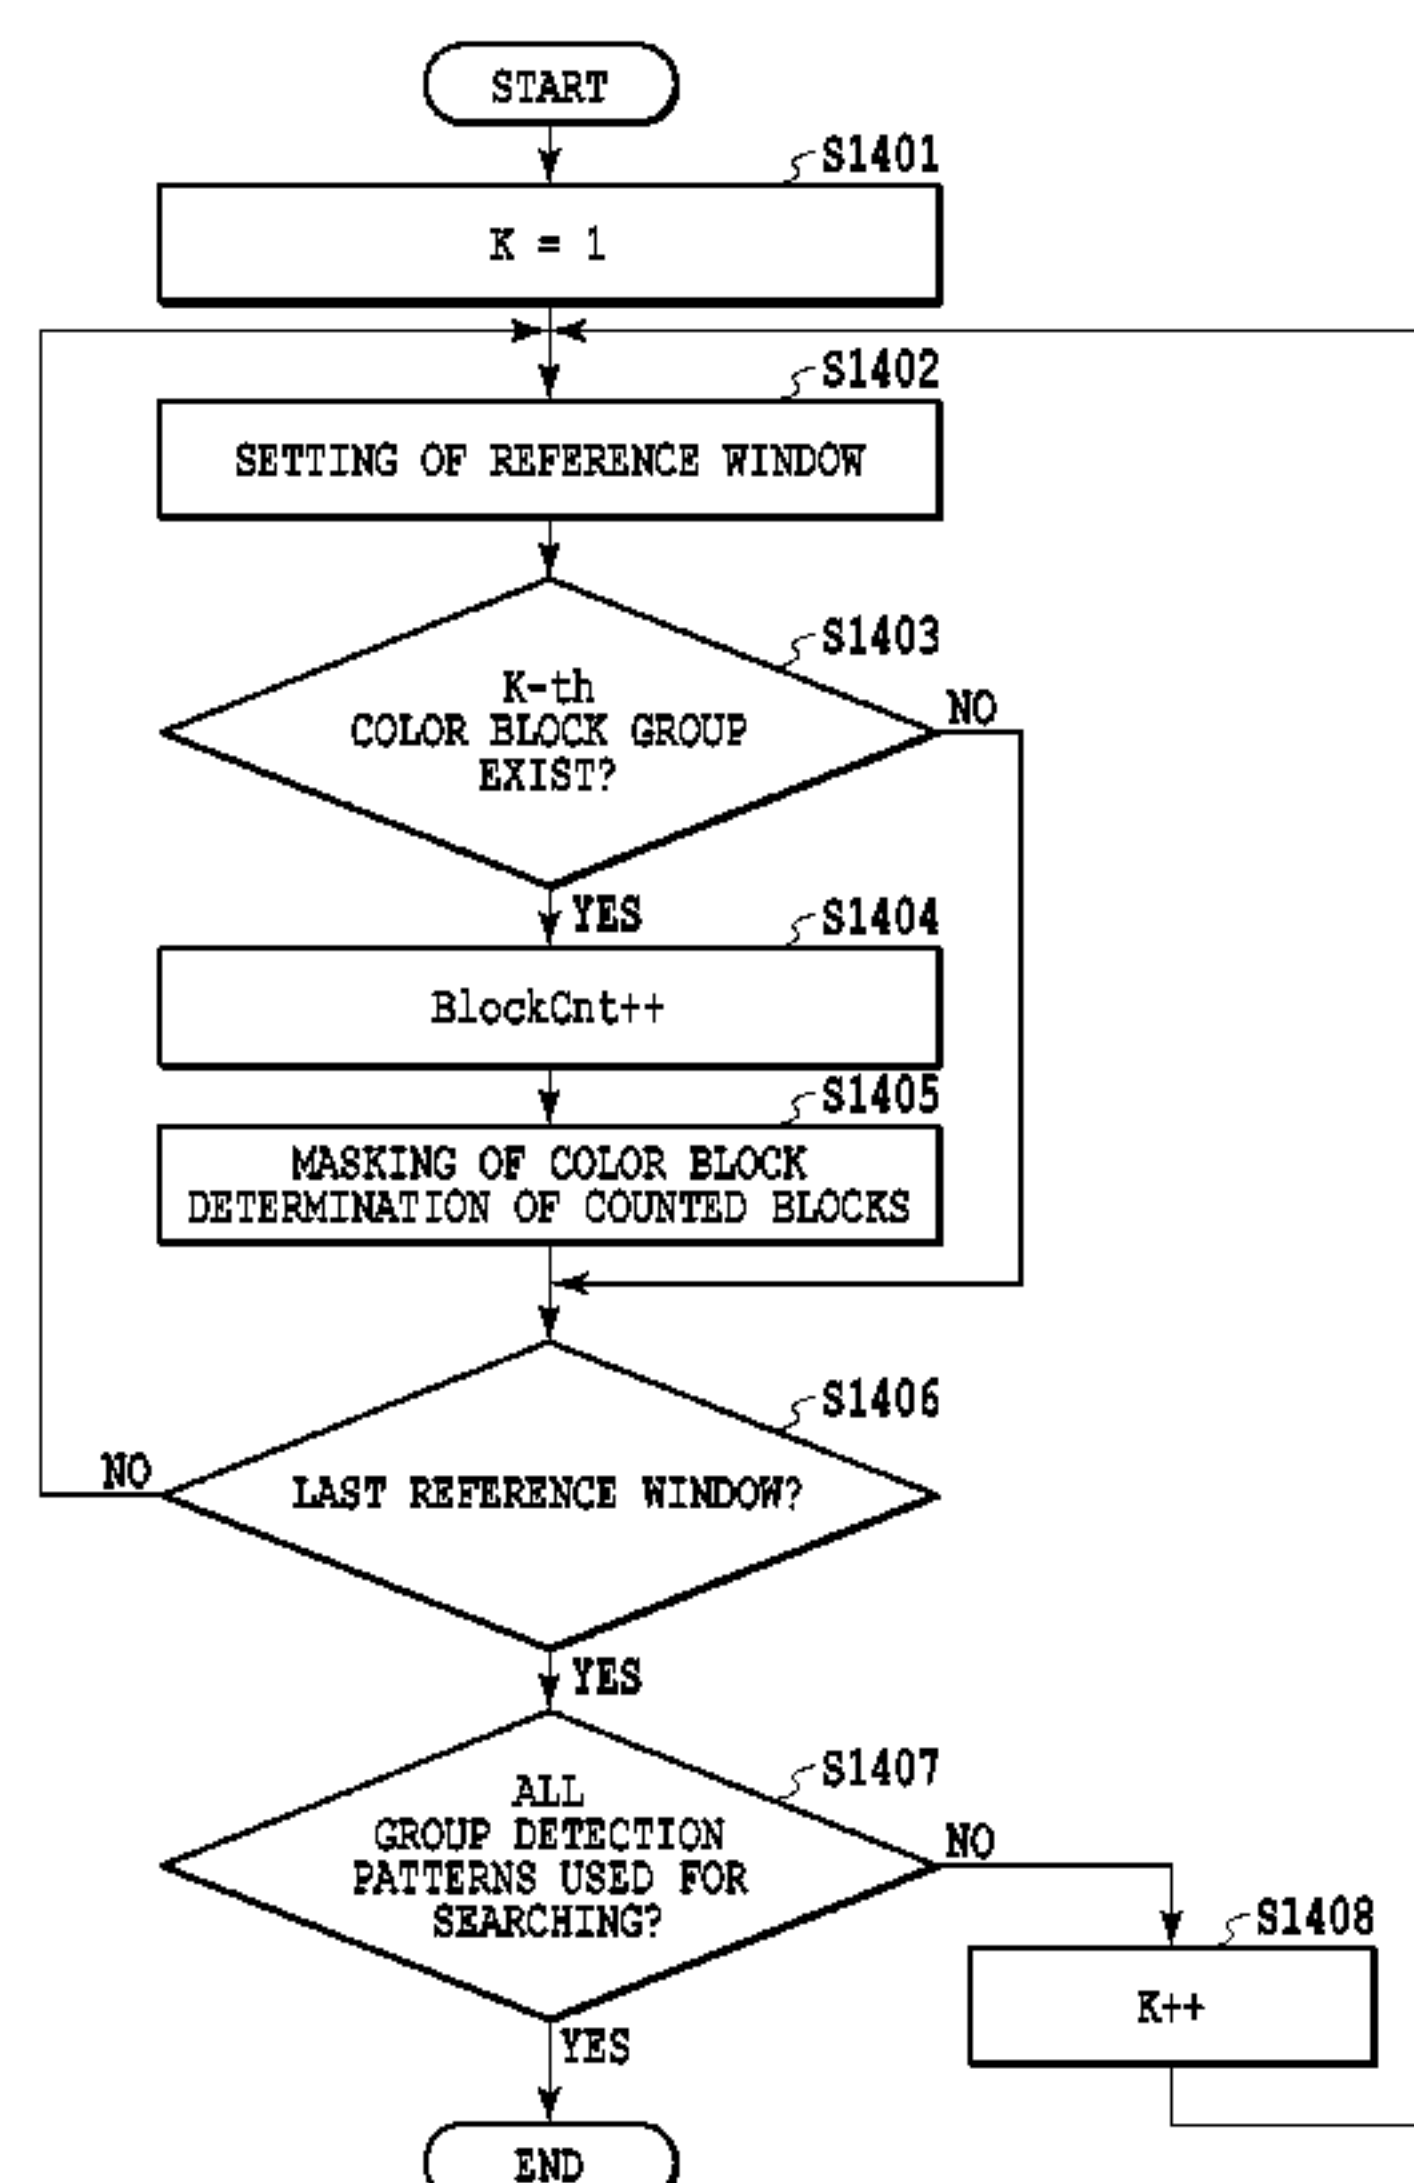 START
S1401
K = 1
S1402
SETTING OF REFERENCE WINDOW
S1403
K-th
COLOR BLOCK GROUP
EXIST?
NO
YES
S1404
BlockCnt++
S1405
MASKING OF COLOR BLOCK
DETERMINATION OF COUNTED BLOCKS
S1406
NO
LAST REFERENCE WINDOW?
YES
S1407
ALL
GROUP DETECTION
PATTERNS USED FOR
SEARCHING?
NO
S1408
K++
YES
END